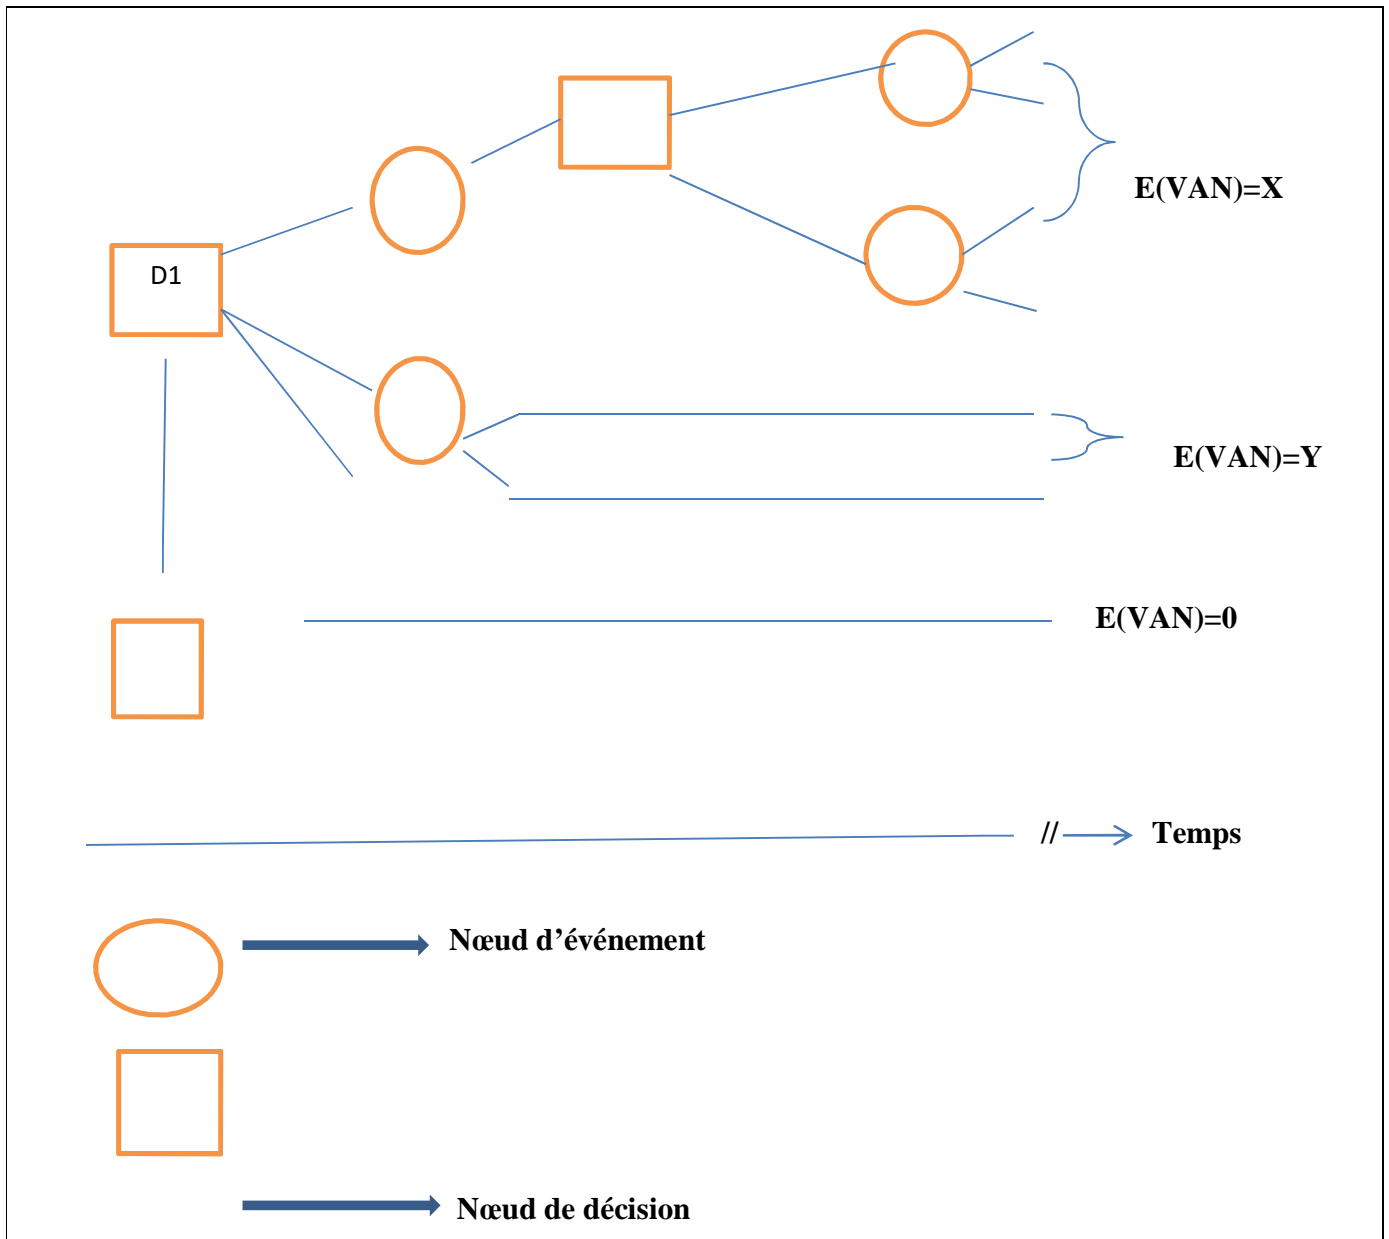 E(VAN)=X
D1
E(VAN)=Y
E(VAN)=0
// Temps
Nœud d’événement
Nœud de décision